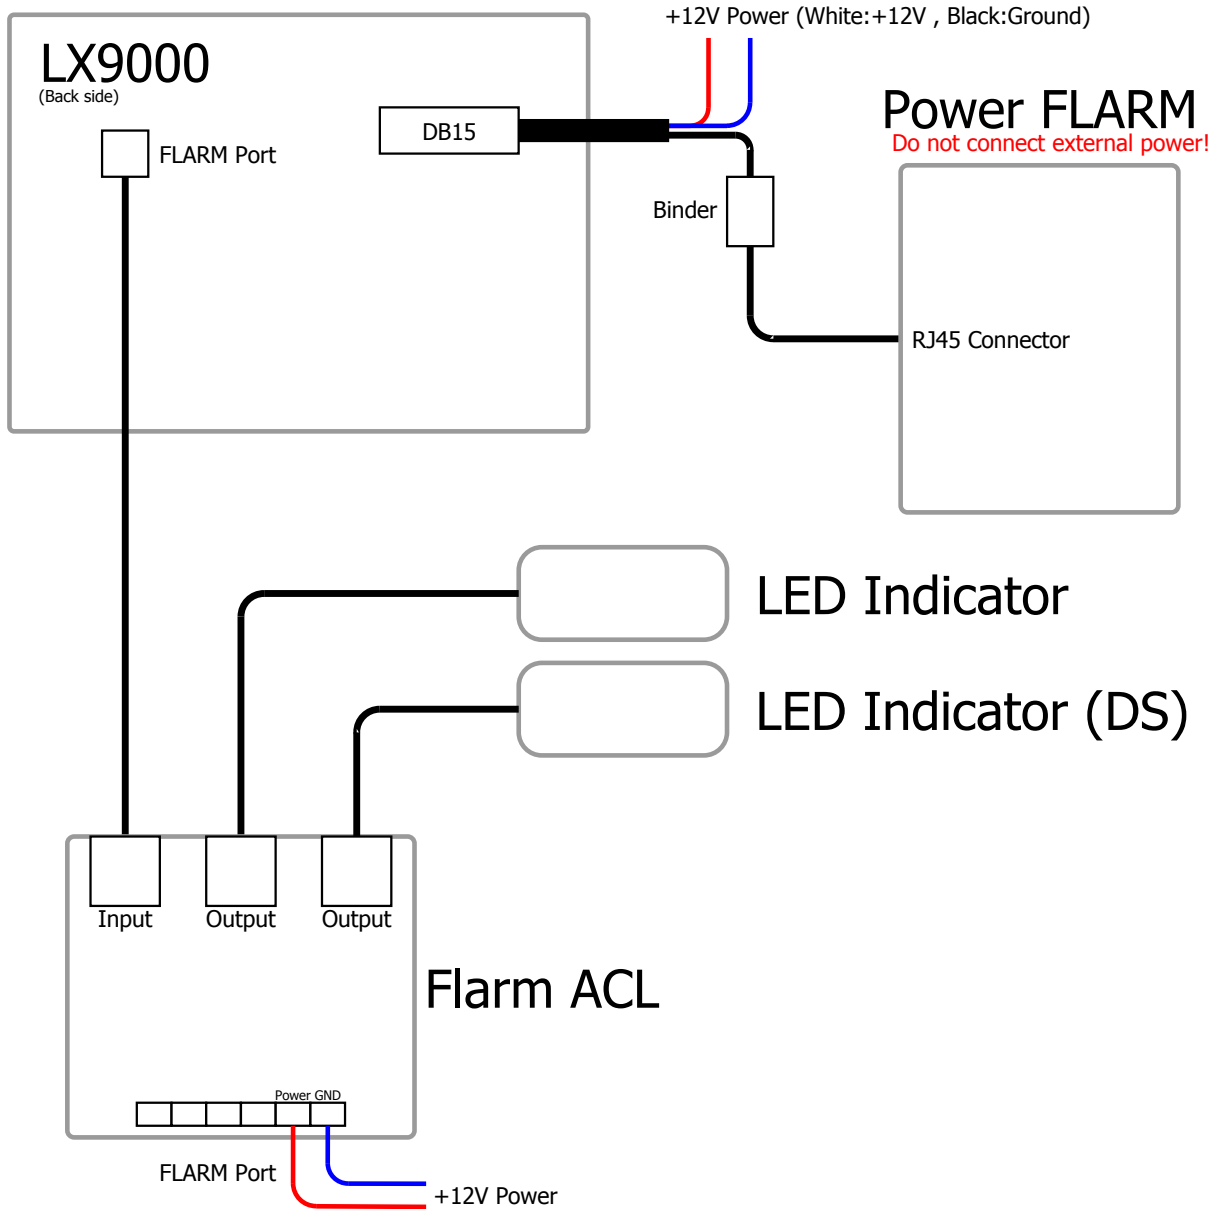 +12V Power (White:+12V , Black:Ground)
LX9000
(Back side)
FLARM Port
DB15
Power FLARM
Do not connect external power!
Binder
RJ45 Connector
LED Indicator
LED Indicator (DS)
Input
Output
Output
Flarm ACL
Power GND
FLARM Port
+12V Power